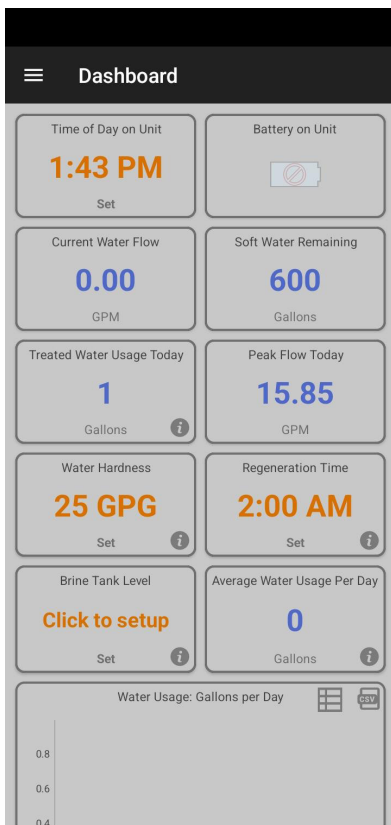 Dashboard
Time of Day on Unit
1:43 PM
Set
Battery on Unit
Current Water Flow
0.00
GPM
Soft Water Remaining
600
Gallons
Treated Water Usage Today
1
Gallons
i
Peak Flow Today
15.85
GPM
Water Hardness
25 GPG
Set
i
Regeneration Time
2:00 AM
Set
i
Brine Tank Level
Click to setup
Set
i
Average Water Usage Per Day
0
Gallons
i
Water Usage: Gallons per Day
CSV
0.8
0.6
0.4